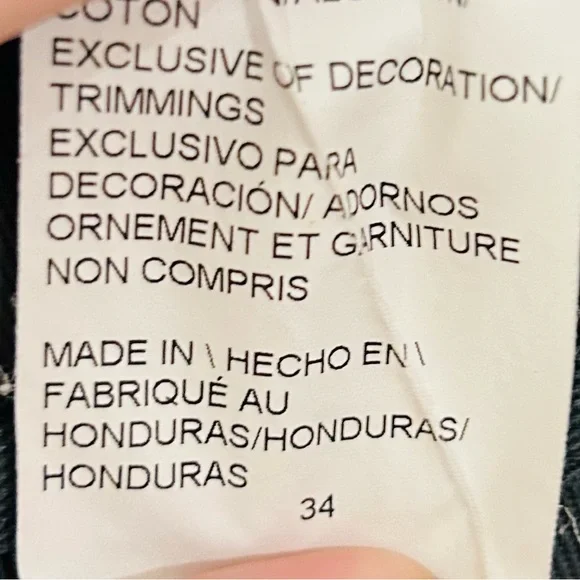 COTON
EXCLUSIVE OF DECORATION/
TRIMMINGS
EXCLUSIVO PARA
DECORACIÓN/ ADORNOS
ORNEMENT ET GARNITURE
NON COMPRIS
MADE IN \ HECHO EN \
FABRIQUÉ AU
HONDURAS/HONDURAS/
HONDURAS
34